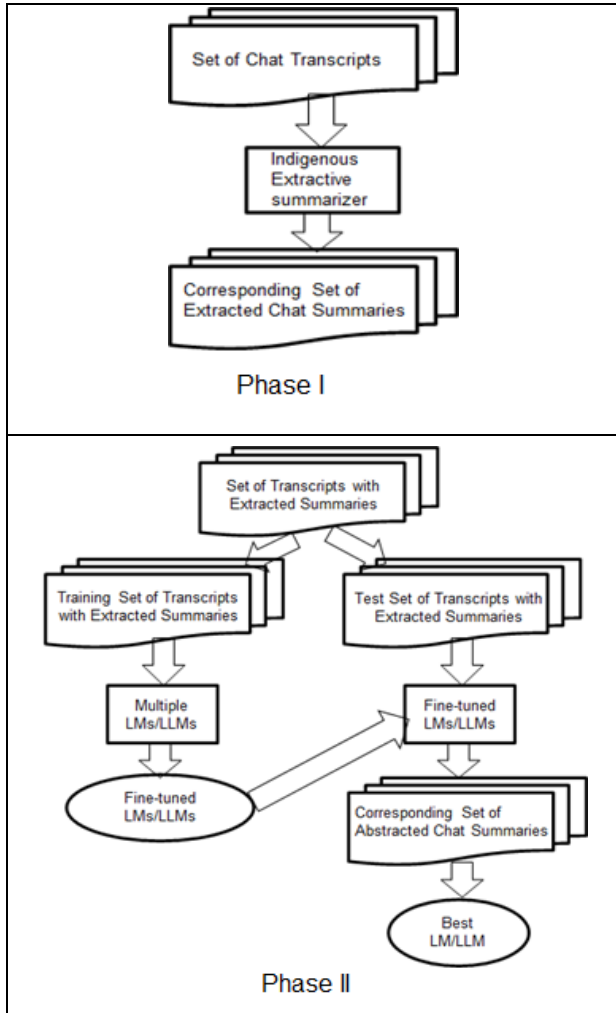 Set of Chat Transcripts
Indigenous
Extractive
summarizer
Corresponding Set of
Extracted Chat Summaries
Phase I
Set of Transcripts with
Extracted Summaries
Training Set of Transcripts
with Extracted Summaries
Test Set of Transcripts with
Extracted Summaries
Multiple
LMs/LLMs
Fine-tuned
LMs/LLMs
Fine-tuned
LMs/LLMs
Corresponding Set of
Abstracted Chat Summaries
Best
LM/LLM
Phase II